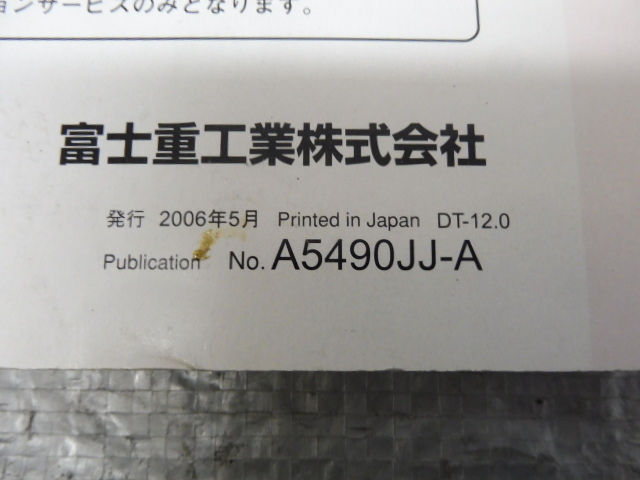 ョンサービスのみとなります。
富士重工業株式会社
発行 2006年5月 Printed in Japan DT-12.0
Publication No. A5490JJ-A